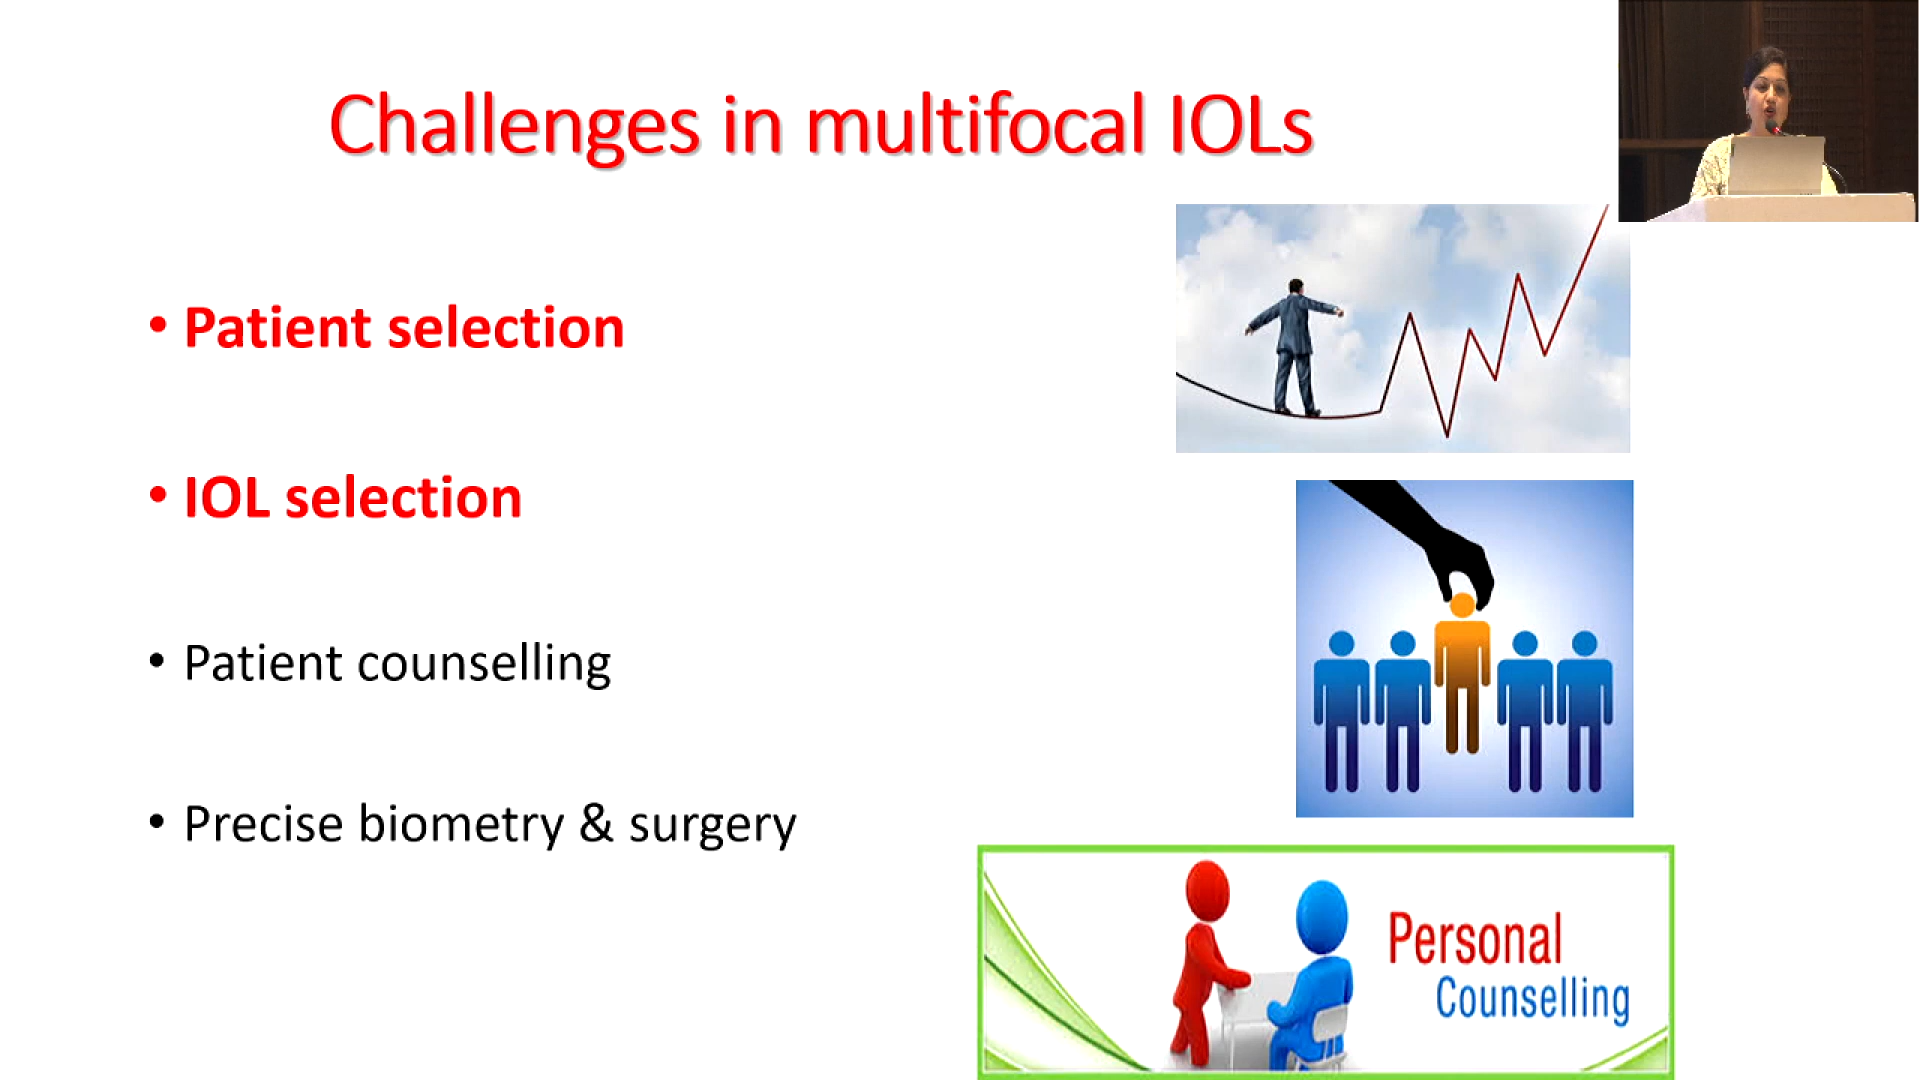 Challenges in multifocal IOLs
• Patient selection
• IOL selection
• Patient counselling
• Precise biometry & surgery
Personal
Counselling